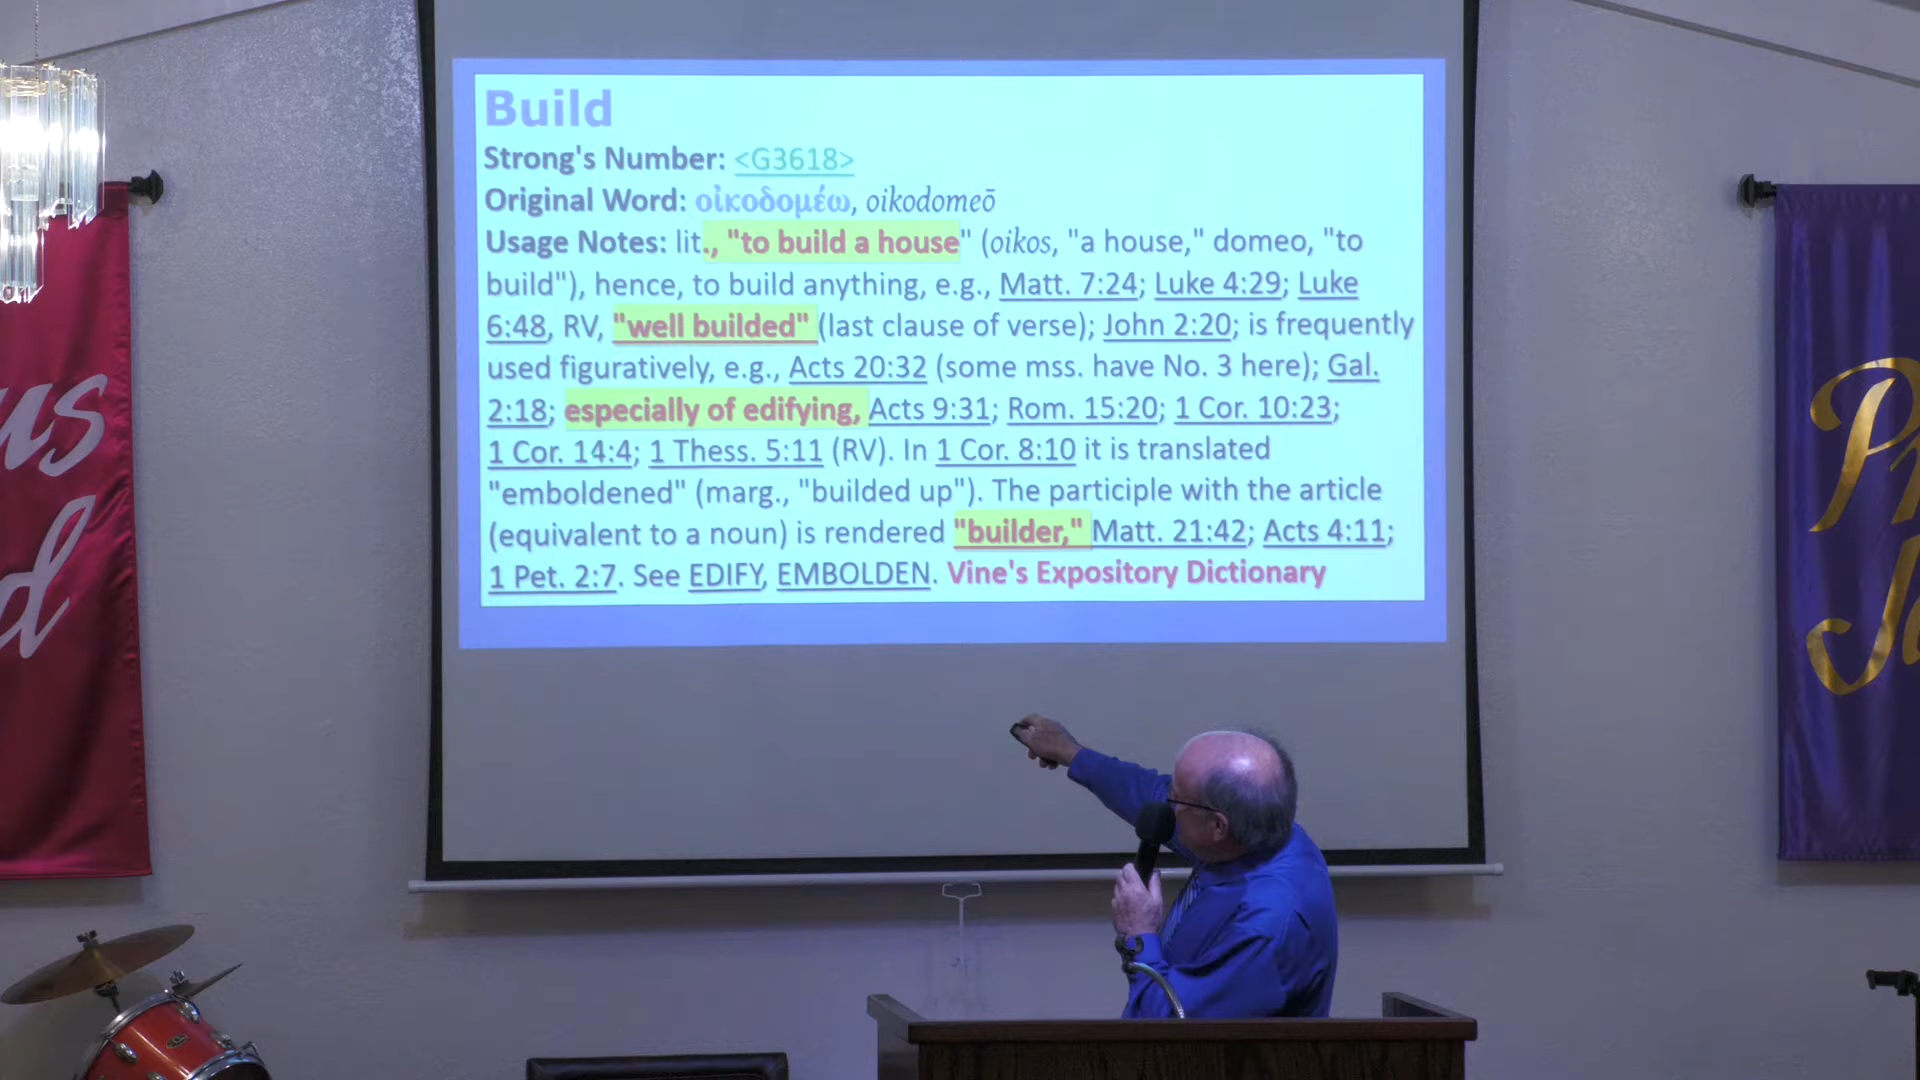 Build
Strong's Number: <G3618>
Original Word: οἰκοδομέω, oikodomeō
Usage Notes: lit., "to build a house" (oikos, "a house," domeo, "to
build"), hence, to build anything, e.g., Matt. 7:24; Luke 4:29; Luke
6:48, RV, "well builded" (last clause of verse); John 2:20; is frequently
used figuratively, e.g., Acts 20:32 (some mss. have No. 3 here); Gal.
2:18; especially of edifying, Acts 9:31; Rom. 15:20; 1 Cor. 10:23;
1 Cor. 14:4; 1 Thess. 5:11 (RV). In 1 Cor. 8:10 it is translated
"emboldened" (marg., "builded up"). The participle with the article
(equivalent to a noun) is rendered "builder," Matt. 21:42; Acts 4:11;
1 Pet. 2:7. See EDIFY, EMBOLDEN. Vine's Expository Dictionary